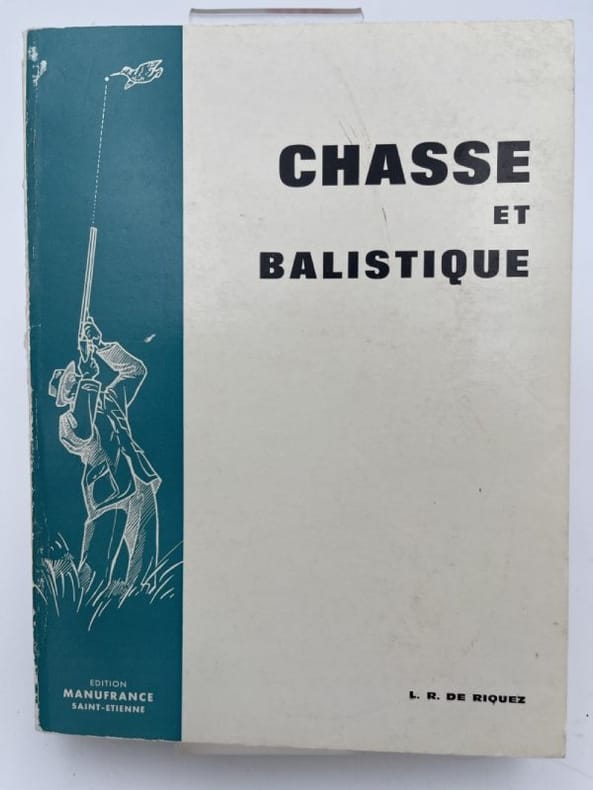 CHASSE
ET
BALISTIQUE
EDITION
MANUFRANCE
SAINT-ETIENNE
L. R. DE RIQUEZ